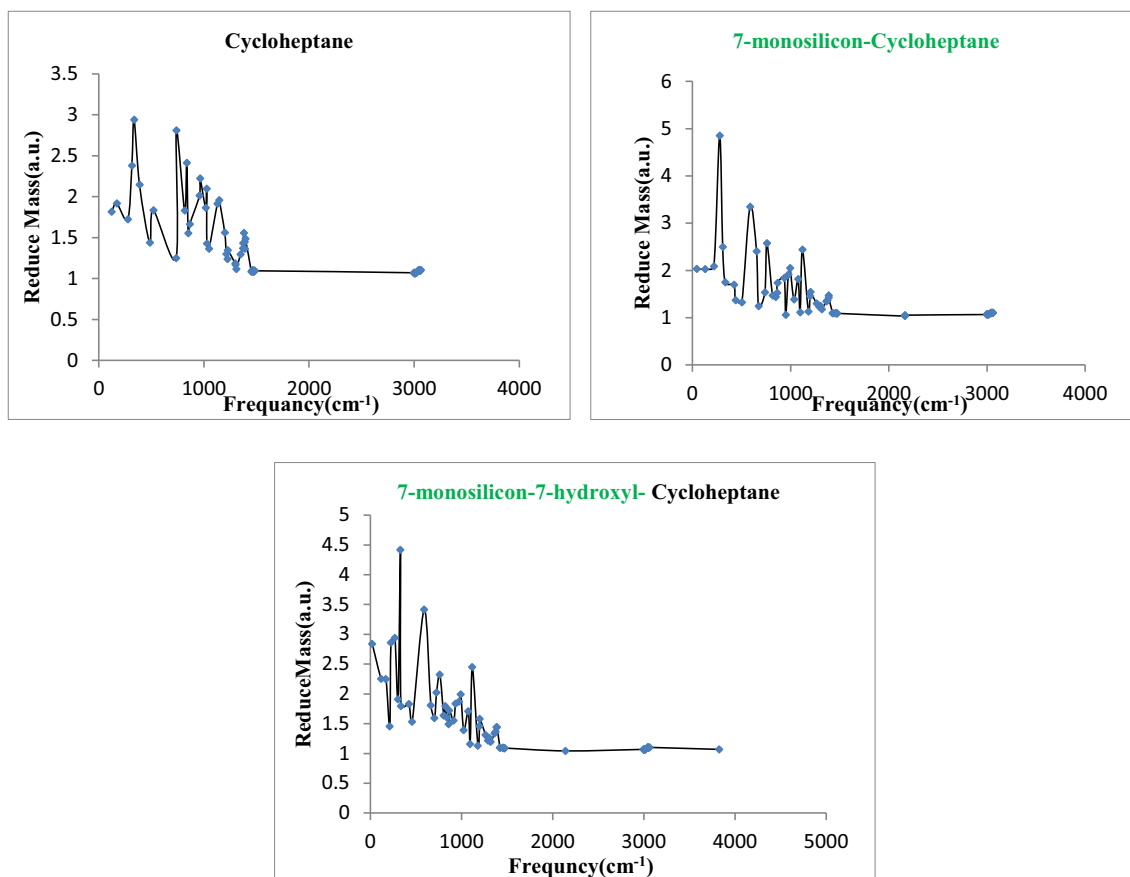 Cycloheptane
Reduce Mass(a.u.)
3.5
3
2.5
2
1.5
1
0.5
0
0 1000 2000 3000 4000
Frequancy(cm⁻¹)
7-monosilicon-Cycloheptane
Reduce Mass(a.u.)
6
5
4
3
2
1
0
0 1000 2000 3000 4000
Frequancy(cm⁻¹)
7-monosilicon-7-hydroxyl- Cycloheptane
ReduceMass(a.u.)
5
4.5
4
3.5
3
2.5
2
1.5
1
0.5
0
0 1000 2000 3000 4000 5000
Frequncy(cm⁻¹)